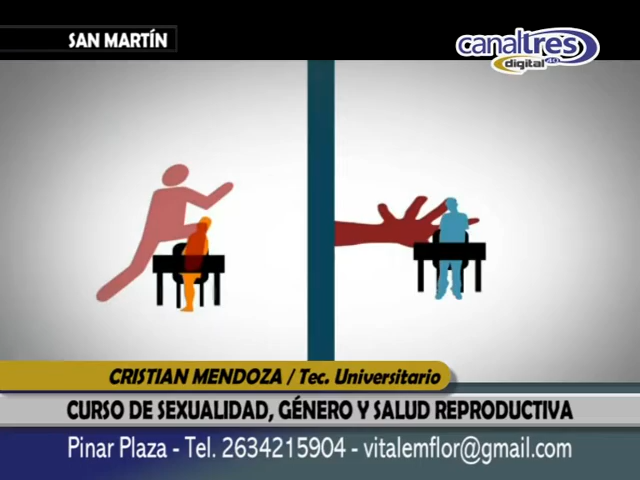 SAN MARTÍN
canaltres
digital
CRISTIAN MENDOZA / Tec. Universitario
CURSO DE SEXUALIDAD, GÉNERO Y SALUD REPRODUCTIVA
Pinar Plaza - Tel. 2634215904 - vitalemflor@gmail.com